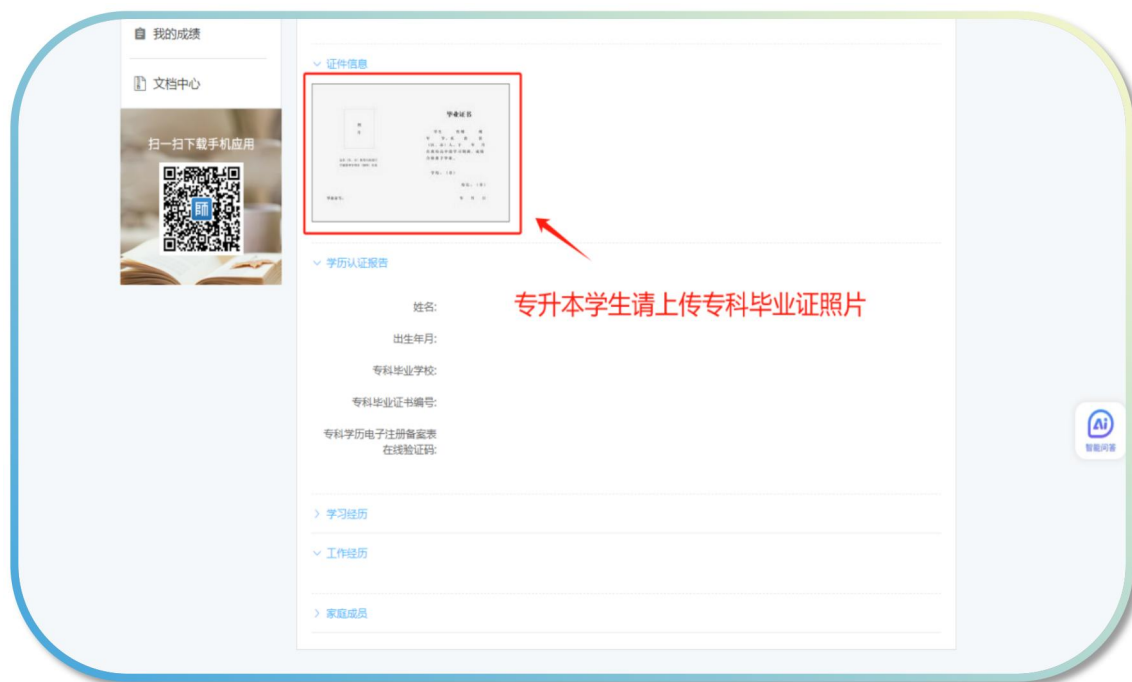 我的成绩
文档中心
扫一扫下载手机应用
師
证件信息
毕业证书
学历认证报告
专升本学生请上传专科毕业证照片
姓名:
出生年月:
专科毕业学校:
专科毕业证书编号:
专科学历电子注册备案表
在线验证码:
学习经历
工作经历
家庭成员
Ai
智能问答